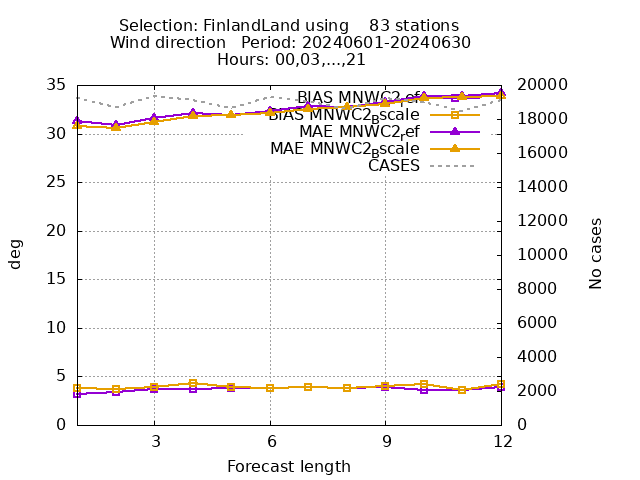 Selection: FinlandLand using 83 stations
Wind direction Period: 20240601-20240630
Hours: 00,03,...,21
35 20000
BIAS MNWC2_ref
18000
BIAS MNWC2_Bscale
30 MAE MNWC2_ref
16000
MAE MNWC2_Bscale
CASES
25 14000
12000
20
10000
deg
No cases
15
8000
10
6000
4000
5
2000
0 0
3 6 9 12
Forecast length